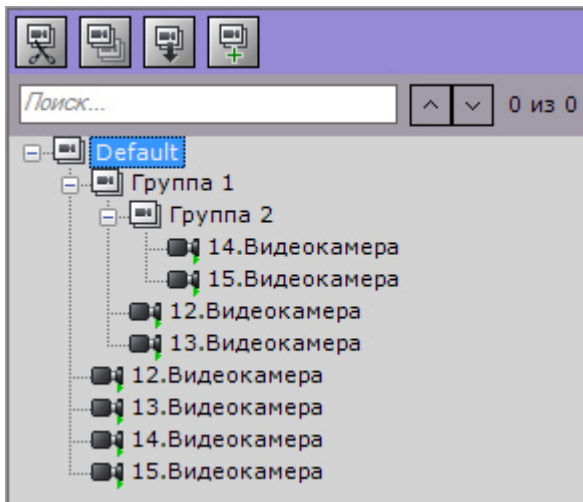 Поиск...
0 из 0
Default
Группа 1
Группа 2
14.Видеокамера
15.Видеокамера
12.Видеокамера
13.Видеокамера
12.Видеокамера
13.Видеокамера
14.Видеокамера
15.Видеокамера